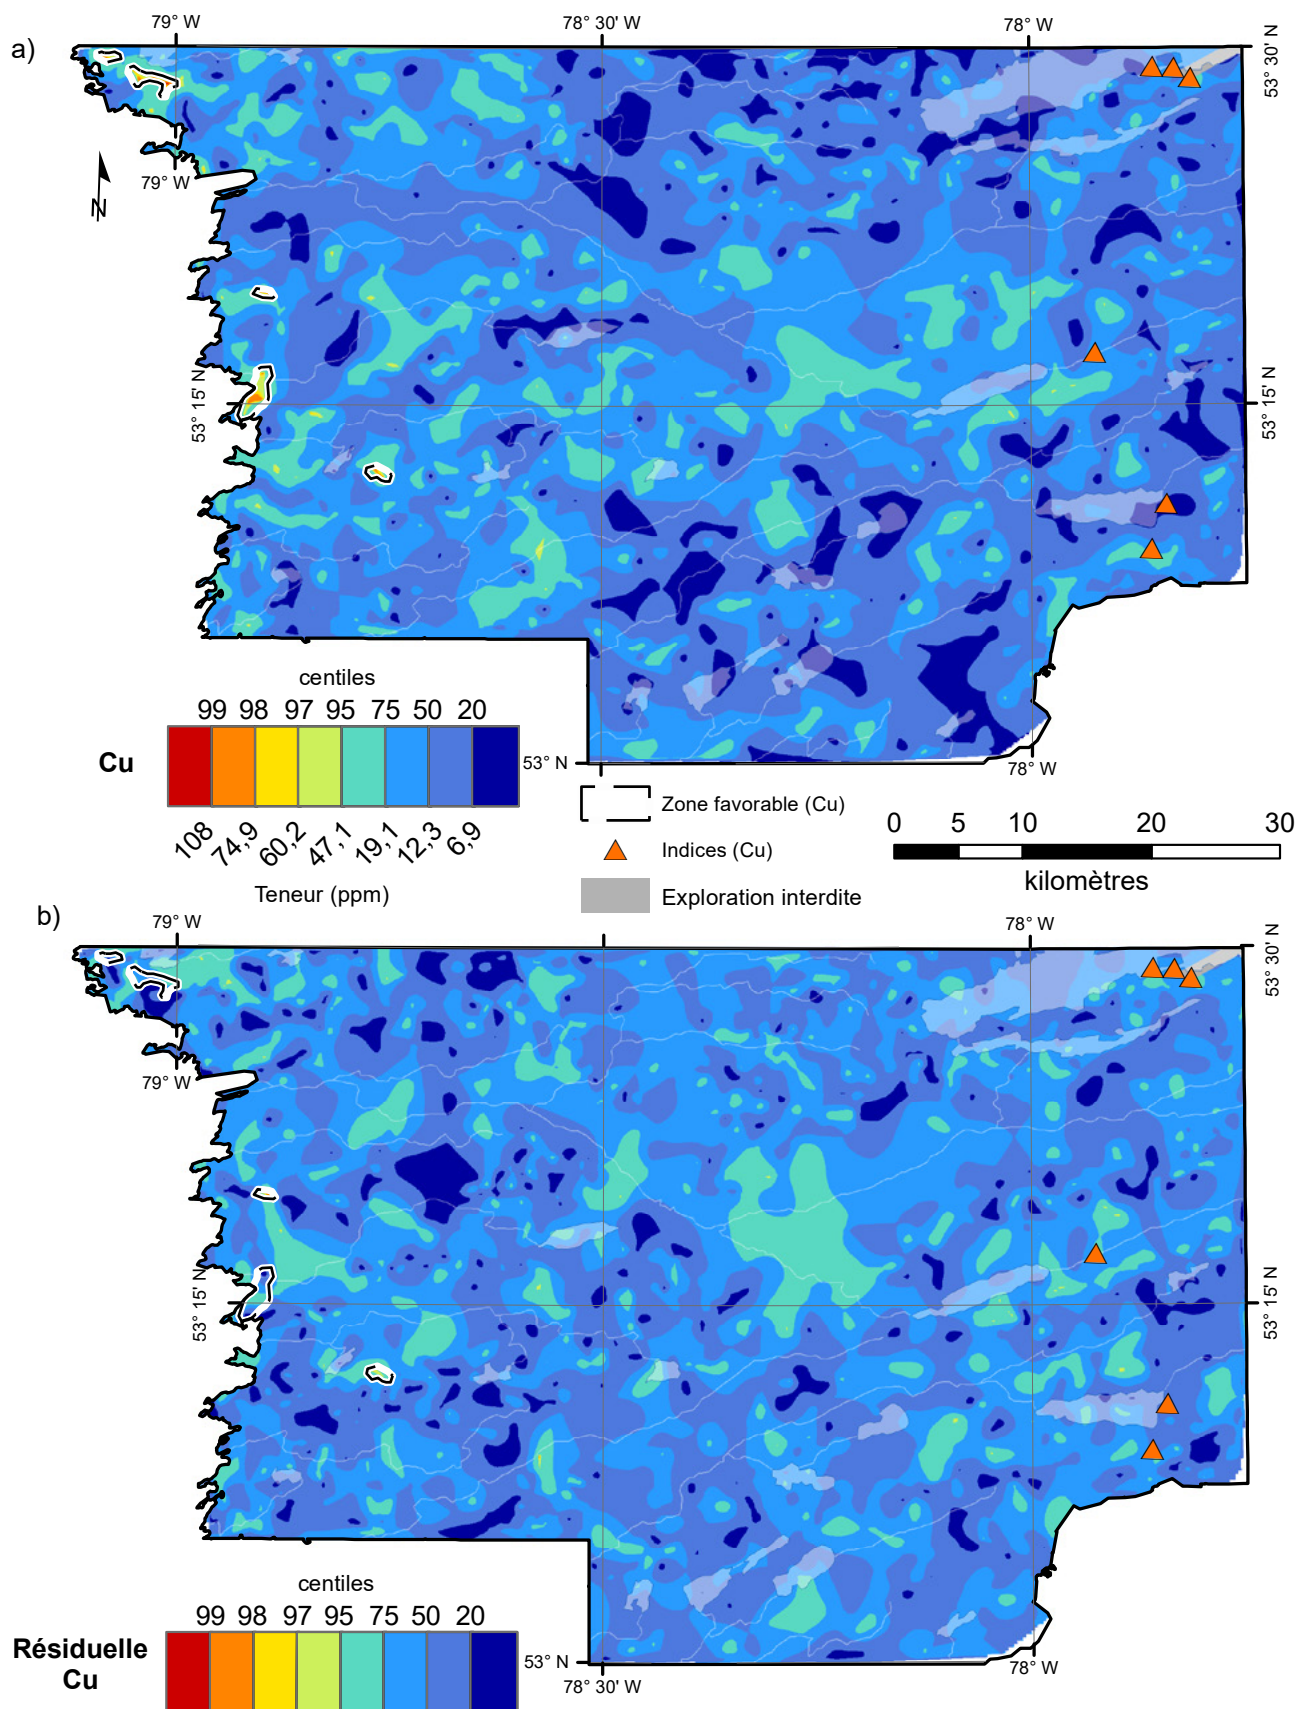 a)
79° W
78° 30' W
78° W
53° 30' N
N
79° W
53° 15' N
53° 15' N
centiles
99 98 97 95 75 50 20
Cu
108 74,9 60,2 47,1 19,1 12,3 6,9
Teneur (ppm)
53° N
78° W
Zone favorable (Cu)
Indices (Cu)
Exploration interdite
0 5 10 20 30
kilomètres
b)
79° W
78° W
53° 30' N
79° W
53° 15' N
53° 15' N
centiles
99 98 97 95 75 50 20
Résiduelle
Cu
53° N
78° 30' W
78° W